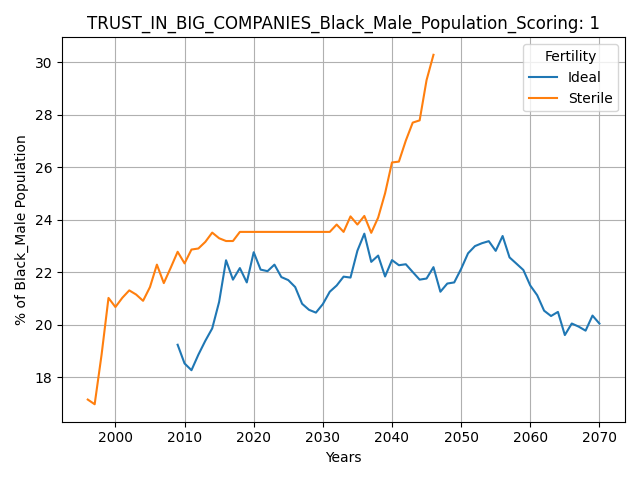 TRUST_IN_BIG_COMPANIES_Black_Male_Population_Scoring: 1
Fertility
Ideal
Sterile
% of Black_Male Population
30
28
26
24
22
20
18
2000 2010 2020 2030 2040 2050 2060 2070
Years